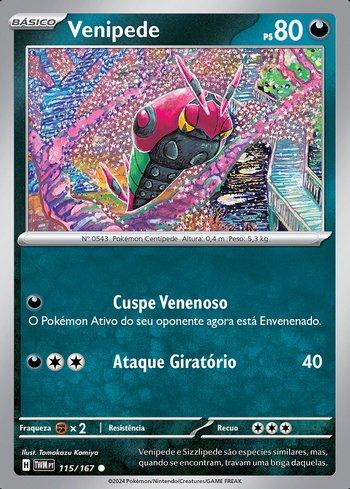 BÁSICO
Venipede
PS 80
Nº 0543 Pokémon Centípede Altura: 0,4 m Peso: 5,3 kg
Cuspe Venenoso
O Pokémon Ativo do seu oponente agora está Envenenado.
Ataque Giratório 40
Fraqueza × 2 Resistência Recuo
Ilust. Tomokazu Komiya
H TWM PT 115/167
Venipede e Sizzlipede são espécies similares, mas,
quando se encontram, travam uma briga daquelas.
©2024 Pokémon/Nintendo/Creatures/GAME FREAK